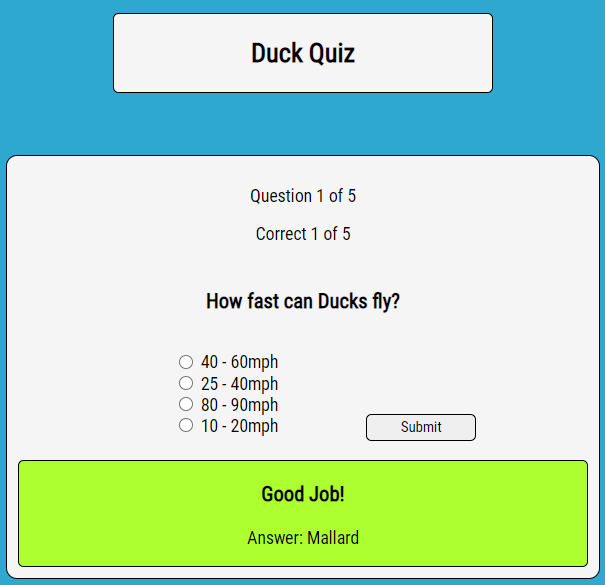 Duck Quiz
Question 1 of 5
Correct 1 of 5
How fast can Ducks fly?
40 - 60mph
25 - 40mph
80 - 90mph
10 - 20mph
Submit
Good Job!
Answer: Mallard